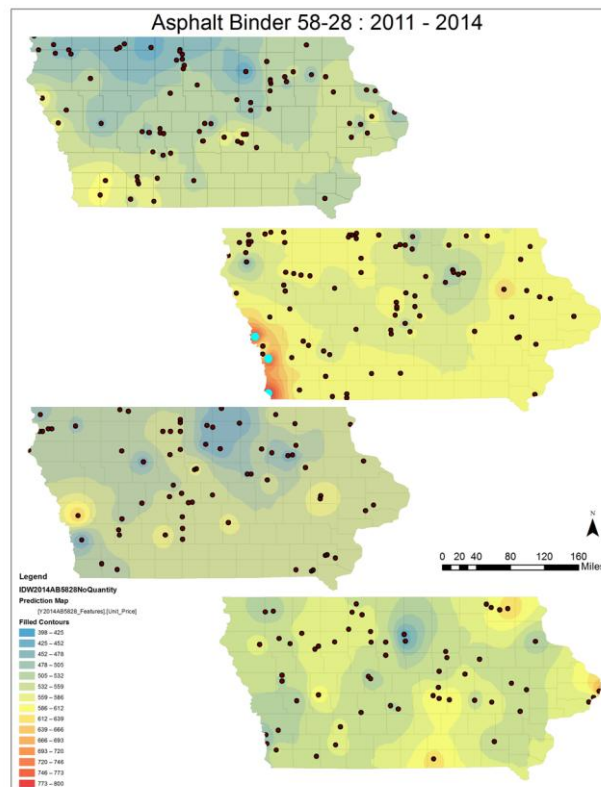 Asphalt Binder 58-28 : 2011 - 2014
N
0 20 40 80 120 160
Miles
Legend
IDW2014AB5828NoQuantity
Prediction Map
[Y2014AB5828_Features].[Unit_Price]
Filled Contours
398 – 425
425 – 452
452 – 478
478 – 505
505 – 532
532 – 559
559 – 586
586 – 612
612 – 639
639 – 666
666 – 693
693 – 720
720 – 746
746 – 773
773 – 800